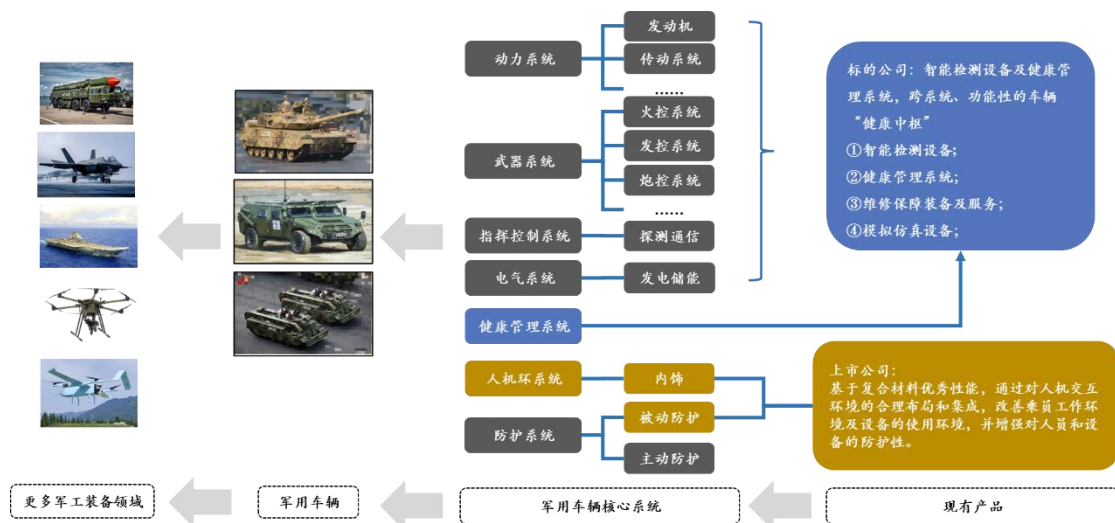 发动机
动力系统
传动系统
......
火控系统
武器系统
发控系统
炮控系统
......
指挥控制系统
探测通信
电气系统
发电储能
健康管理系统
标的公司：智能检测设备及健康管
理系统，跨系统、功能性的车辆
“健康中枢”
①智能检测设备；
②健康管理系统；
③维修保障装备及服务；
④模拟仿真设备；
人机环系统
内饰
被动防护
防护系统
主动防护
上市公司：
基于复合材料优秀性能，通过对人机交互
环境的合理布局和集成，改善乘员工作环
境及设备的使用环境，并增强对人员和设
备的防护性。
更多军工装备领域
军用车辆
军用车辆核心系统
现有产品